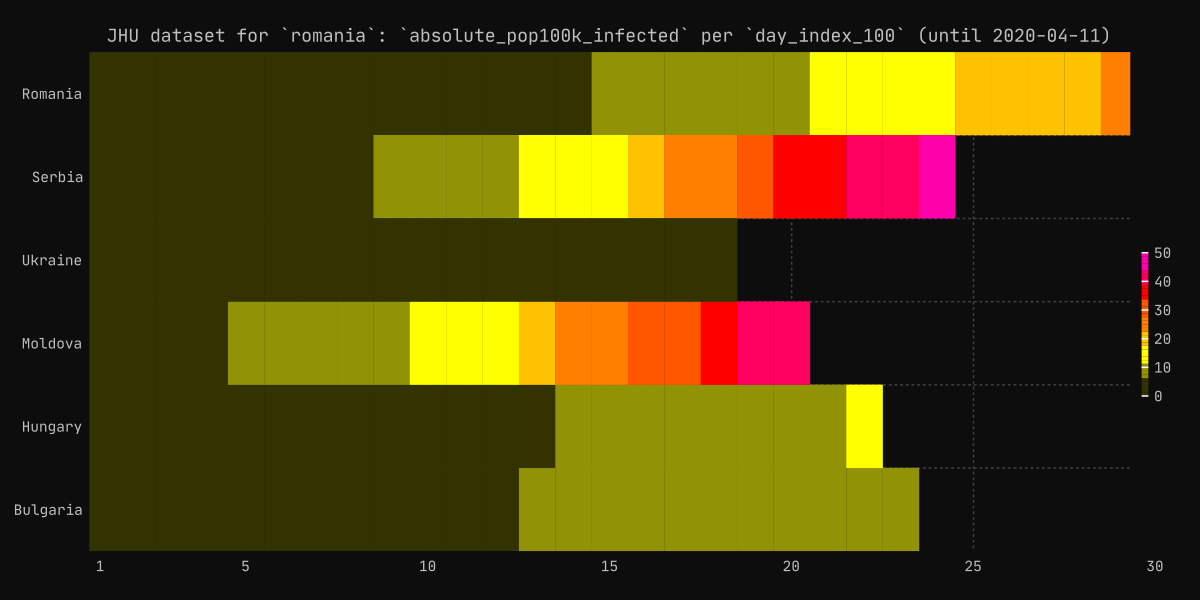 JHU dataset for `romania`: `absolute_pop100k_infected` per `day_index_100` (until 2020-04-11)
Romania
Serbia
Ukraine
Moldova
Hungary
Bulgaria
50
40
30
20
10
0
1 5 10 15 20 25 30